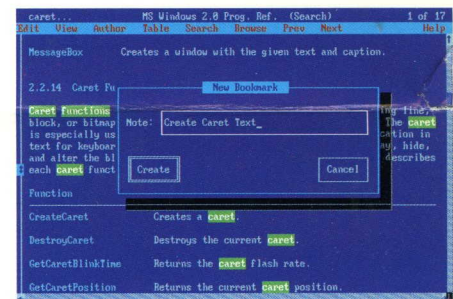 caret... MS Windows 2.0 Prog. Ref. (Search) 1 of 17
Edit View Author Table Search Browse Prev Next Help
MessageBox Creates a window with the given text and caption.
2.2.14 Caret Fu
New Bookmark
Caret functions
block, or bitmap The caret
is especially us
text for keyboar hide,
and alter the bl describes
each caret funct
Note: Create Caret Text_
Create Cancel
Function
CreateCaret Creates a caret.
DestroyCaret Destroys the current caret.
GetCaretBlinkTime Returns the caret flash rate.
GetCaretPosition Returns the current caret position.